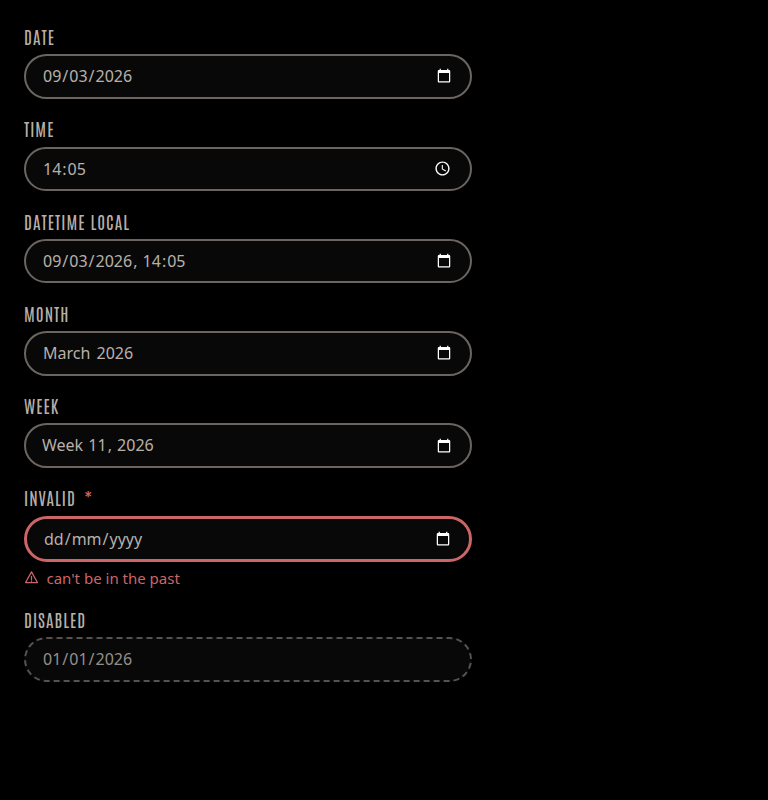 DATE
09/03/2026
TIME
14:05
DATETIME LOCAL
09/03/2026, 14:05
MONTH
March 2026
WEEK
Week 11, 2026
INVALID *
dd/mm/yyyy
can't be in the past
DISABLED
01/01/2026